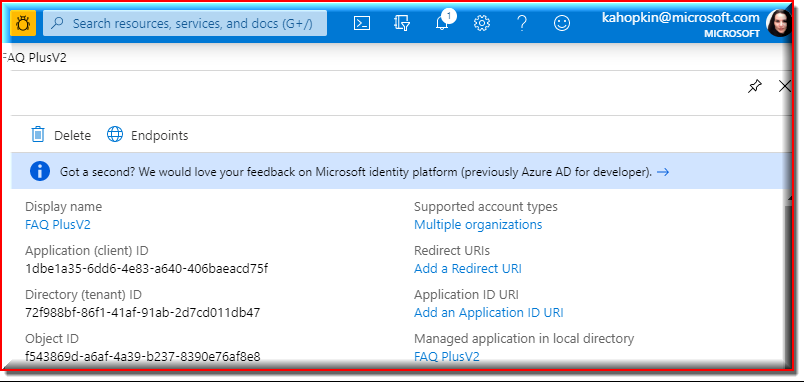 Search resources, services, and docs (G+/)
1
kahopkin@microsoft.com
MICROSOFT
FAQ PlusV2
Delete
Endpoints
Got a second? We would love your feedback on Microsoft identity platform (previously Azure AD for developer). →
Display name
FAQ PlusV2
Supported account types
Multiple organizations
Application (client) ID
1dbe1a35-6dd6-4e83-a640-406baeacd75f
Redirect URIs
Add a Redirect URI
Directory (tenant) ID
72f988bf-86f1-41af-91ab-2d7cd011db47
Application ID URI
Add an Application ID URI
Object ID
f543869d-a6af-4a39-b237-8390e76af8e8
Managed application in local directory
FAQ PlusV2